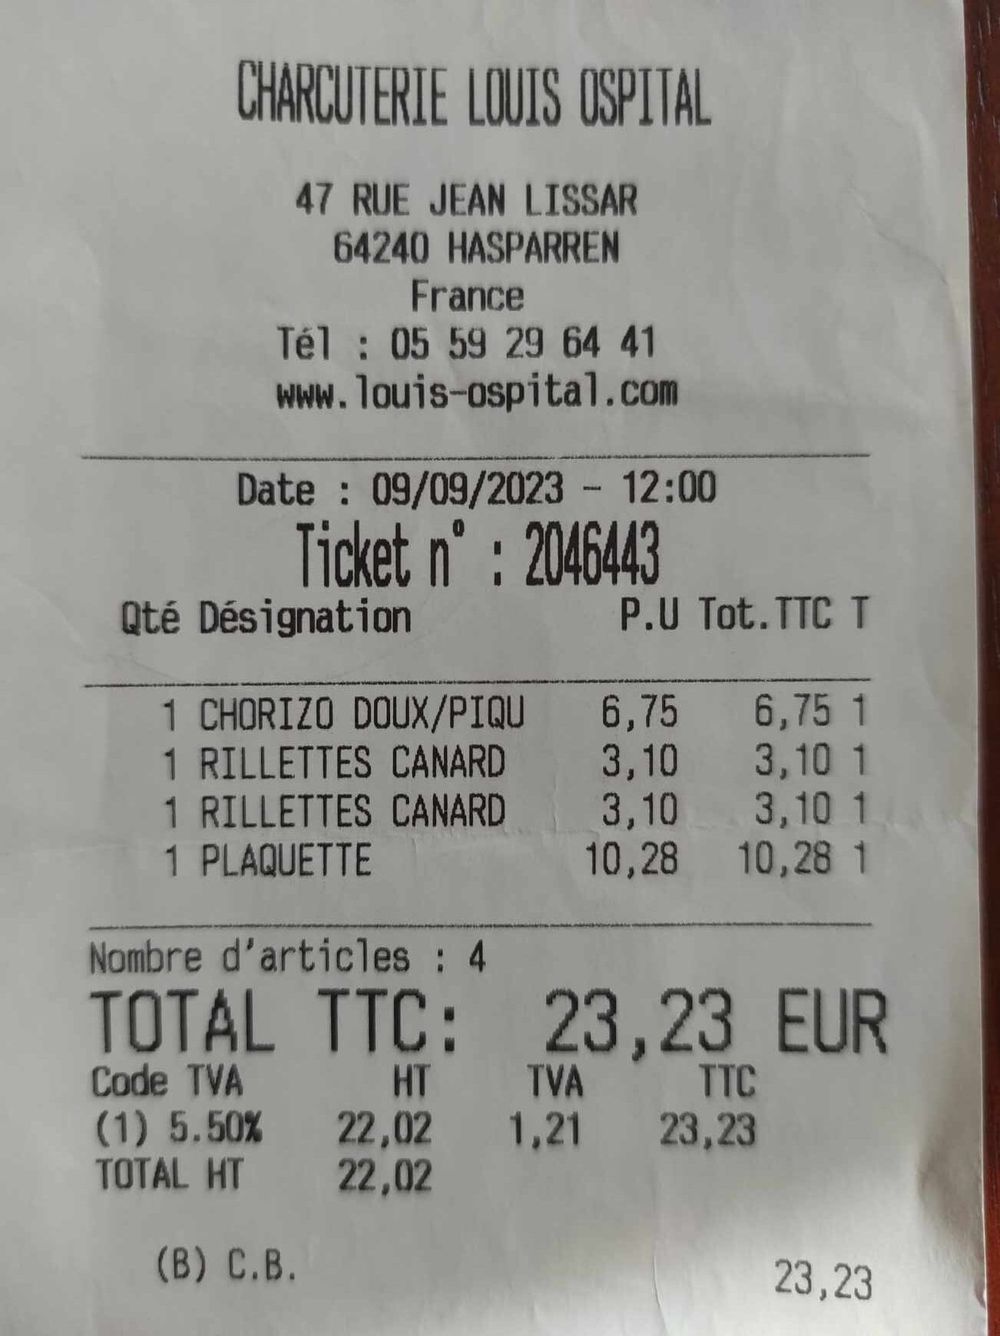 CHARCUTERIE LOUIS OSPITAL
47 RUE JEAN LISSAR
64240 HASPARREN
France
Tél : 05 59 29 64 41
www.louis-ospital.com
Date : 09/09/2023 - 12:00
Ticket n° : 2046443
Qté Désignation P.U Tot.TTC T
1 CHORIZO DOUX/PIQU 6,75 6,75 1
1 RILLETTES CANARD 3,10 3,10 1
1 RILLETTES CANARD 3,10 3,10 1
1 PLAQUETTE 10,28 10,28 1
Nombre d'articles : 4
TOTAL TTC: 23,23 EUR
Code TVA HT TVA TTC
(1) 5.50% 22,02 1,21 23,23
TOTAL HT 22,02
(B) C.B. 23,23